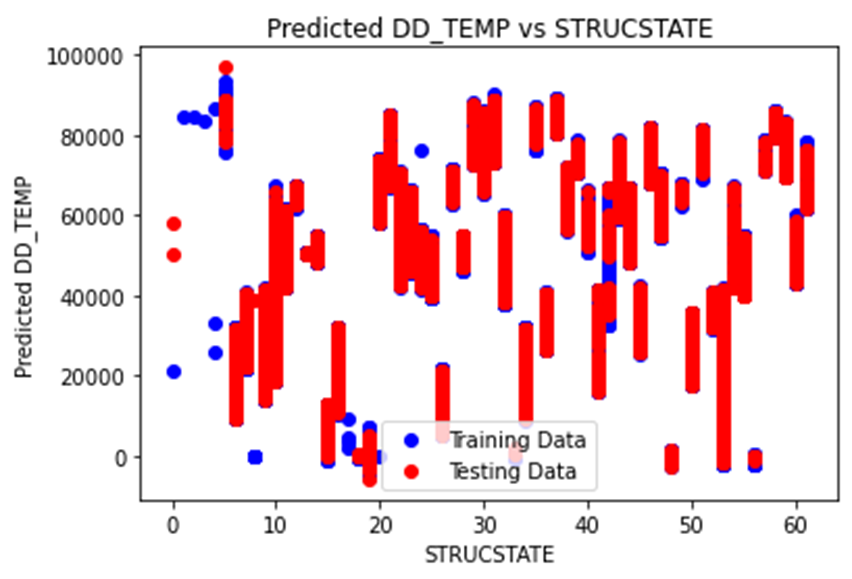 Predicted DD_TEMP vs STRUCSTATE
100000
80000
60000
40000
20000
0
Predicted DD_TEMP
Training Data
Testing Data
0 10 20 30 40 50 60
STRUCSTATE